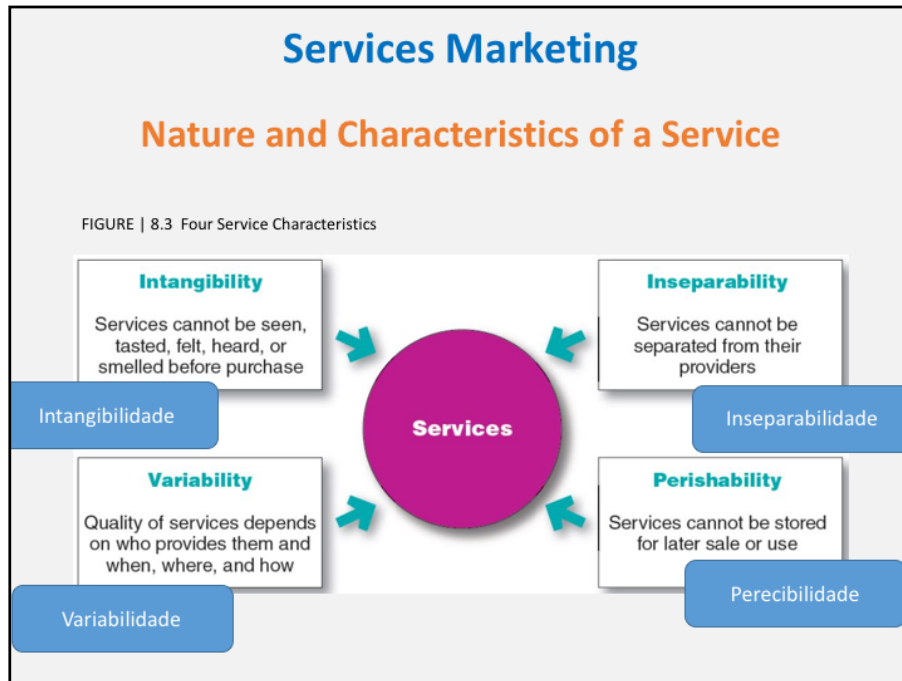 Services Marketing
Nature and Characteristics of a Service
FIGURE | 8.3 Four Service Characteristics
Intangibility
Services cannot be seen,
tasted, felt, heard, or
smelled before purchase
Intangibilidade
Inseparability
Services cannot be
separated from their
providers
Inseparabilidade
Services
Variability
Quality of services depends
on who provides them and
when, where, and how
Variabilidade
Perishability
Services cannot be stored
for later sale or use
Perecibilidade